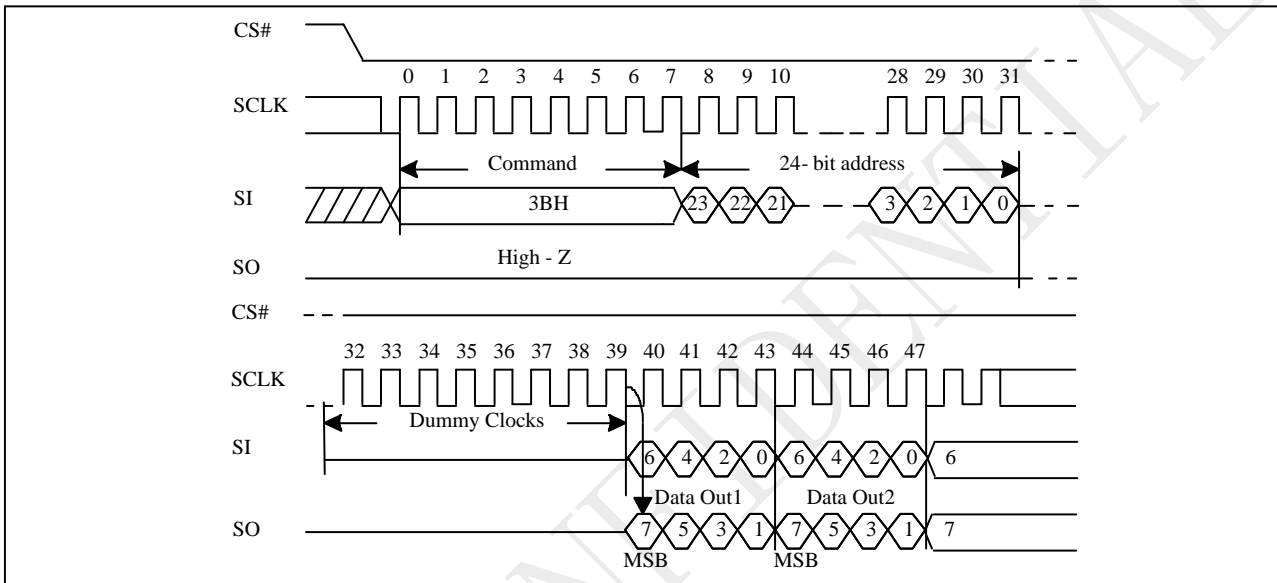 CS#
0 1 2 3 4 5 6 7 8 9 10 28 29 30 31
SCLK
Command 24- bit address
SI 3BH 23 22 21 3 2 1 0
High - Z
SO
CS#
32 33 34 35 36 37 38 39 40 41 42 43 44 45 46 47
SCLK
Dummy Clocks
SI 6 4 2 0 6 4 2 0 6
Data Out1 Data Out2
SO 7 5 3 1 7 5 3 1 7
MSB MSB
NFIDENTIAL